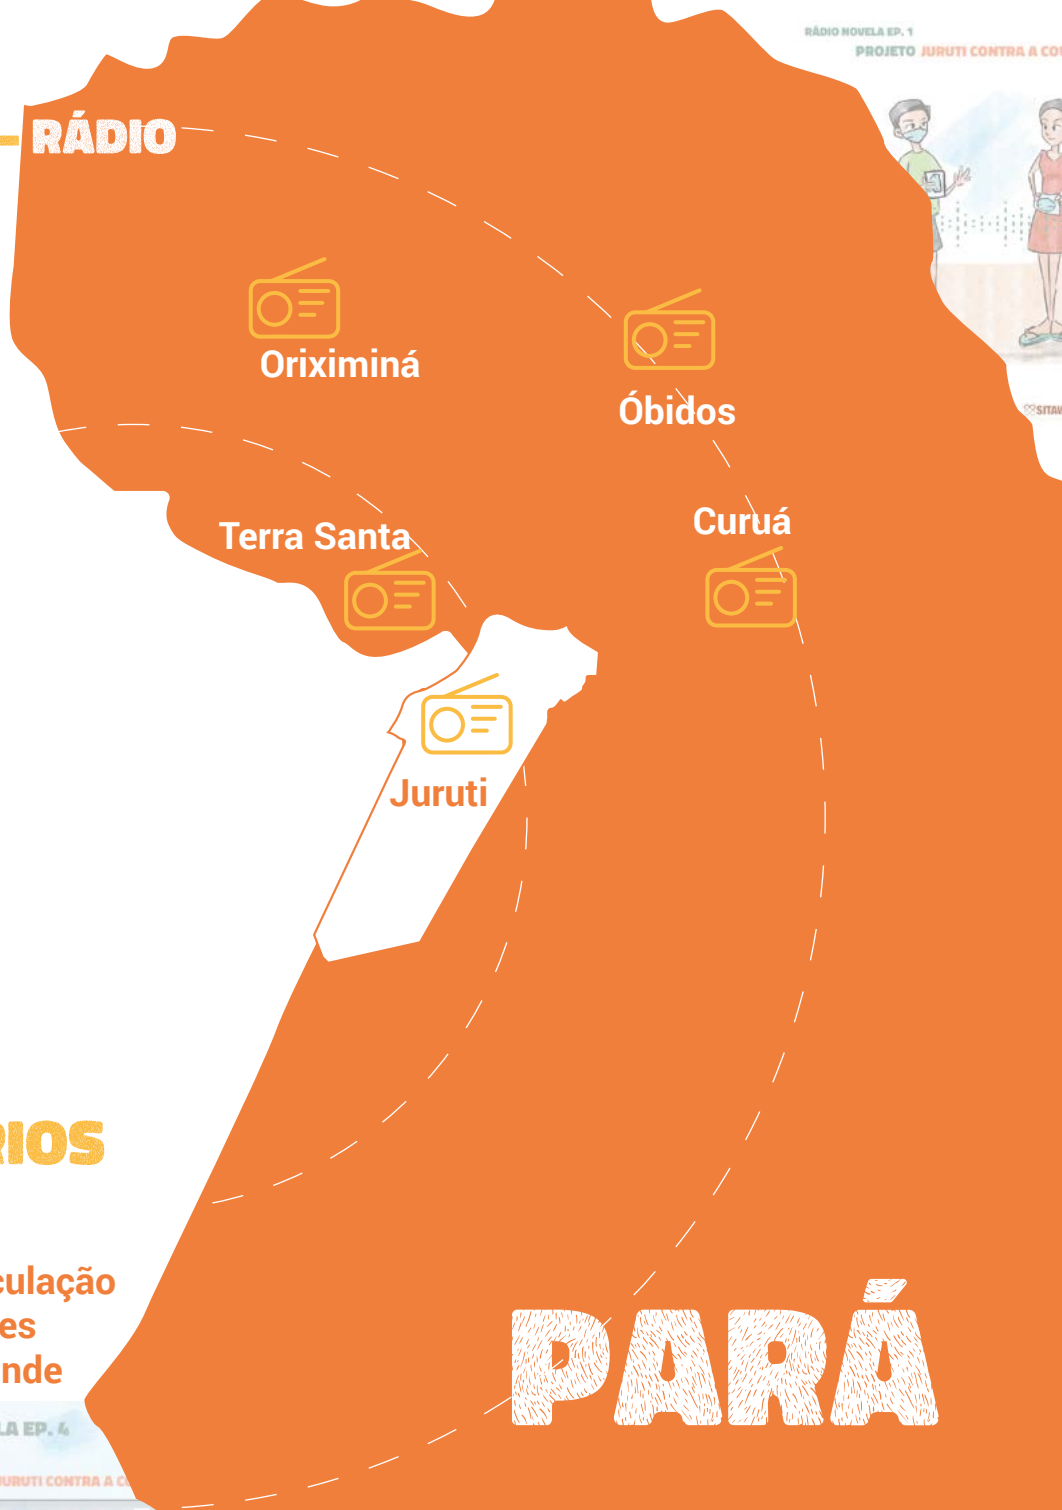 RÁDIO NOVELA EP. 1
PROJETO JURUTI CONTRA A
RÁDIO
Oriximiná
Óbidos
Curuá
Terra Santa
Juruti
RIOS
culação
es
nde
LA EP. 4
JURUTI CONTRA A
PARÁ